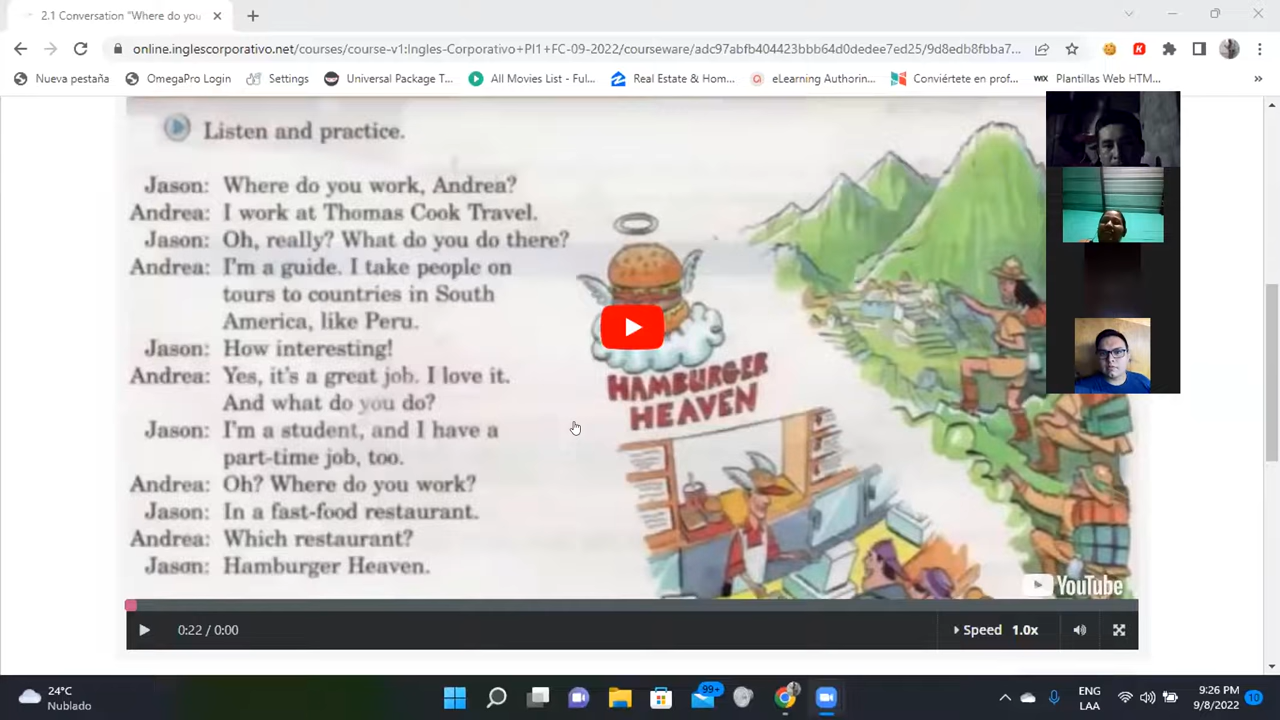 2.1 Conversation "Where do you
online.inglescorporativo.net/courses/course-v1:Ingles-Corporativo+PI1+FC-09-2022/courseware/adc97abfb404423bbb64d0dedee7ed25/9d8edb8fbba7...
Nueva pestaña
OmegaPro Login
Settings
Universal Package T...
All Movies List - Ful...
Real Estate & Hom...
eLearning Authorin...
Conviértete en prof...
WIX Plantillas Web HTM...
Listen and practice.
Jason: Where do you work, Andrea?
Andrea: I work at Thomas Cook Travel.
Jason: Oh, really? What do you do there?
Andrea: I'm a guide. I take people on
tours to countries in South
America, like Peru.
Jason: How interesting!
Andrea: Yes, it's a great job. I love it.
And what do you do?
Jason: I'm a student, and I have a
part-time job, too.
Andrea: Oh? Where do you work?
Jason: In a fast-food restaurant.
Andrea: Which restaurant?
Jason: Hamburger Heaven.
HAMBURGER
HEAVEN
YouTube
0:22 / 0:00
Speed 1.0x
24°C
Nublado
99+
ENG
LAA
9:26 PM
9/8/2022
10